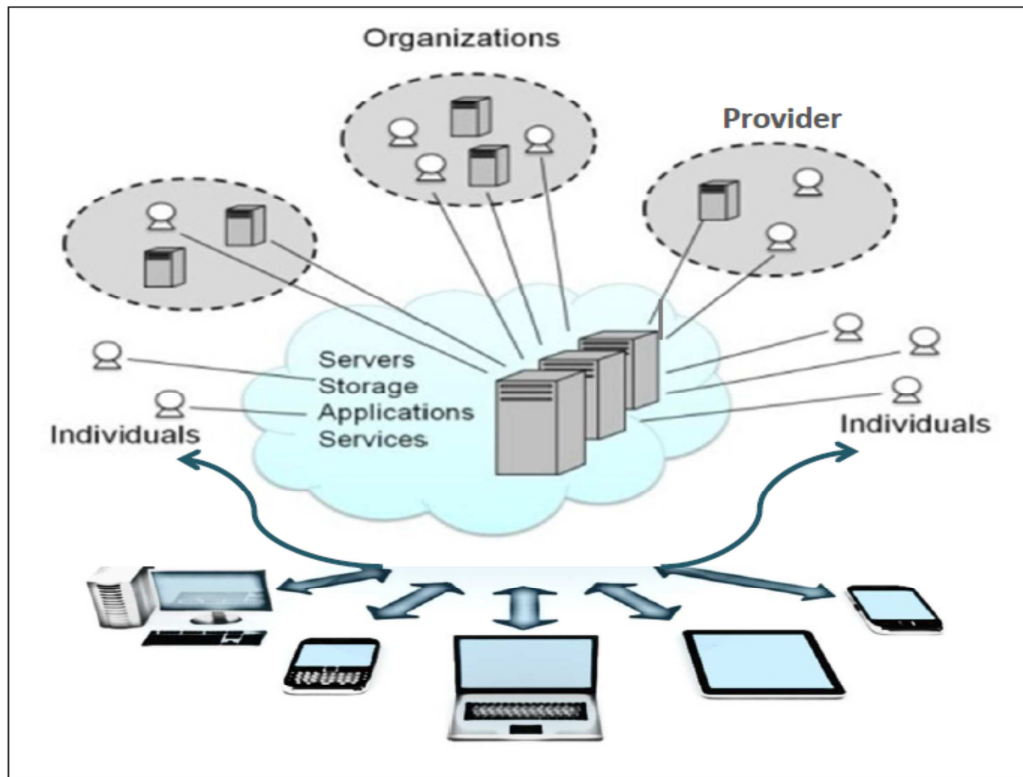 Organizations
Provider
Servers
Storage
Applications
Services
Individuals
Individuals